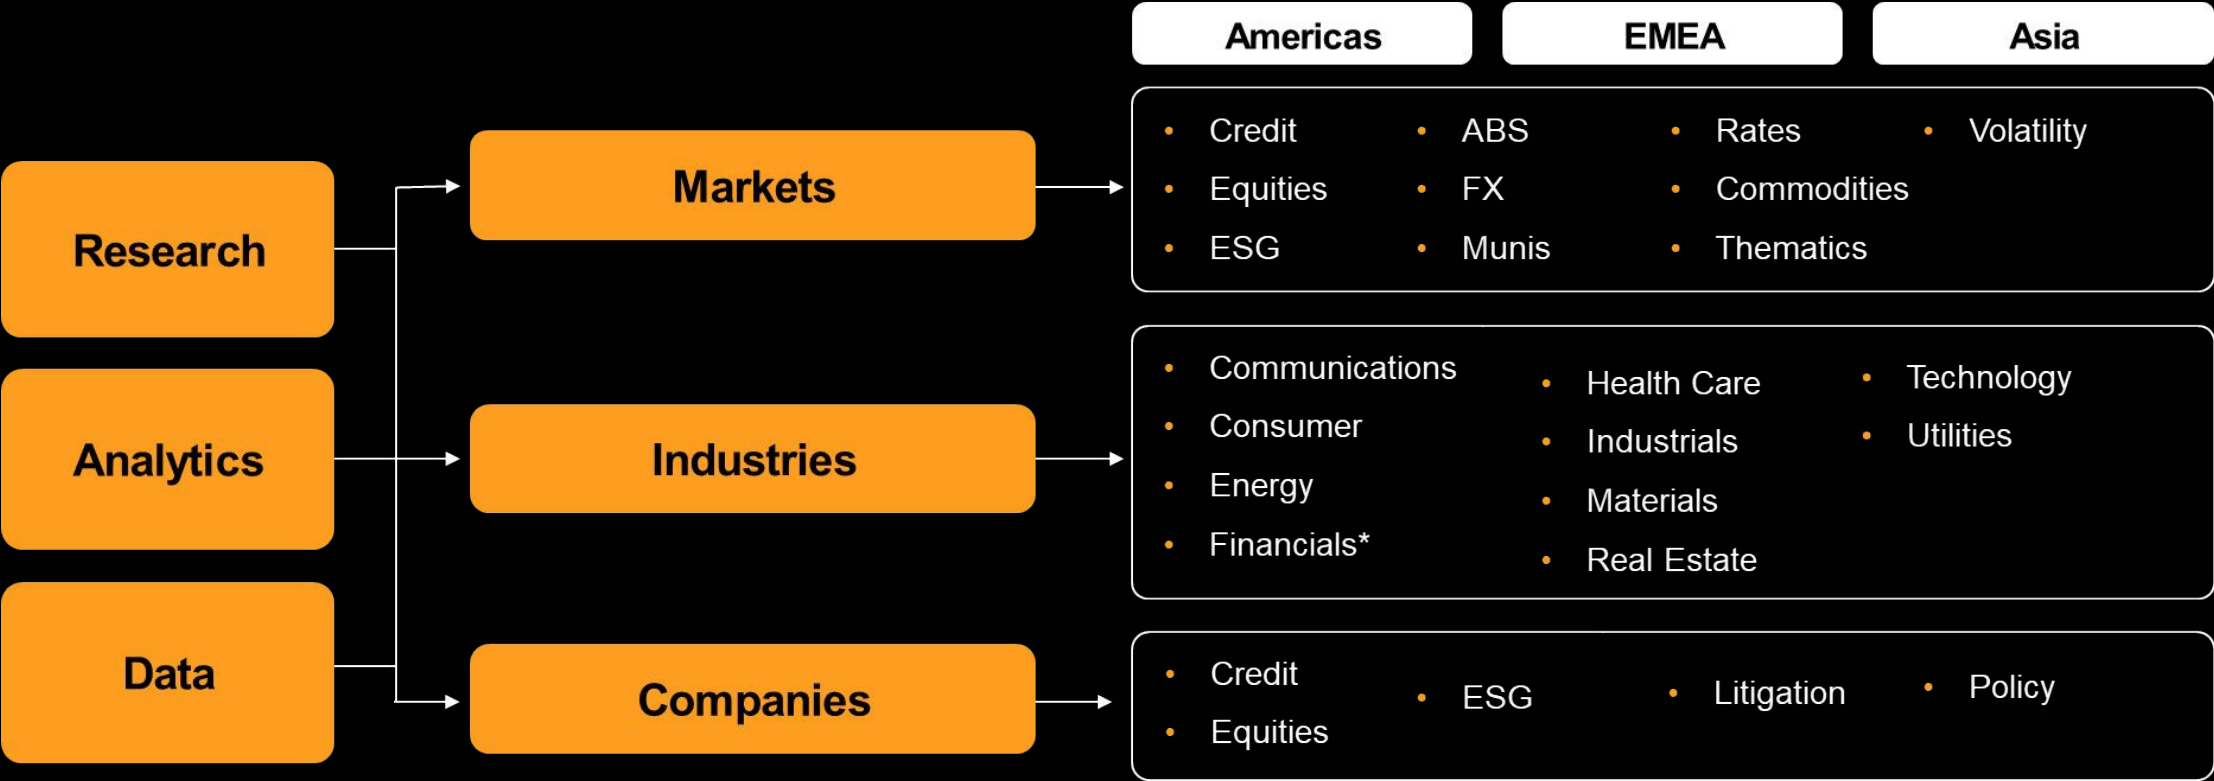 Americas
EMEA
Asia
Research
Analytics
Data
Markets
Credit
Equities
ESG
ABS
FX
Munis
Rates
Commodities
Thematics
Volatility
Industries
Communications
Consumer
Energy
Financials*
Health Care
Industrials
Materials
Real Estate
Technology
Utilities
Companies
Credit
Equities
ESG
Litigation
Policy